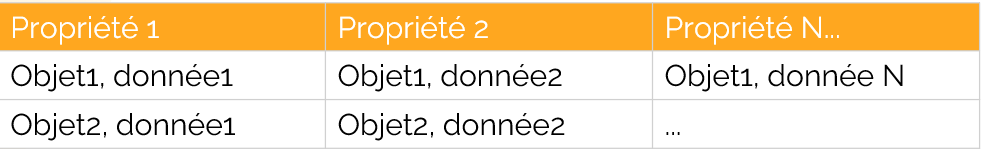 Propriété 1 Propriété 2 Propriété N...
Objet1, donnée1 Objet1, donnée2 Objet1, donnée N
Objet2, donnée1 Objet2, donnée2 ...